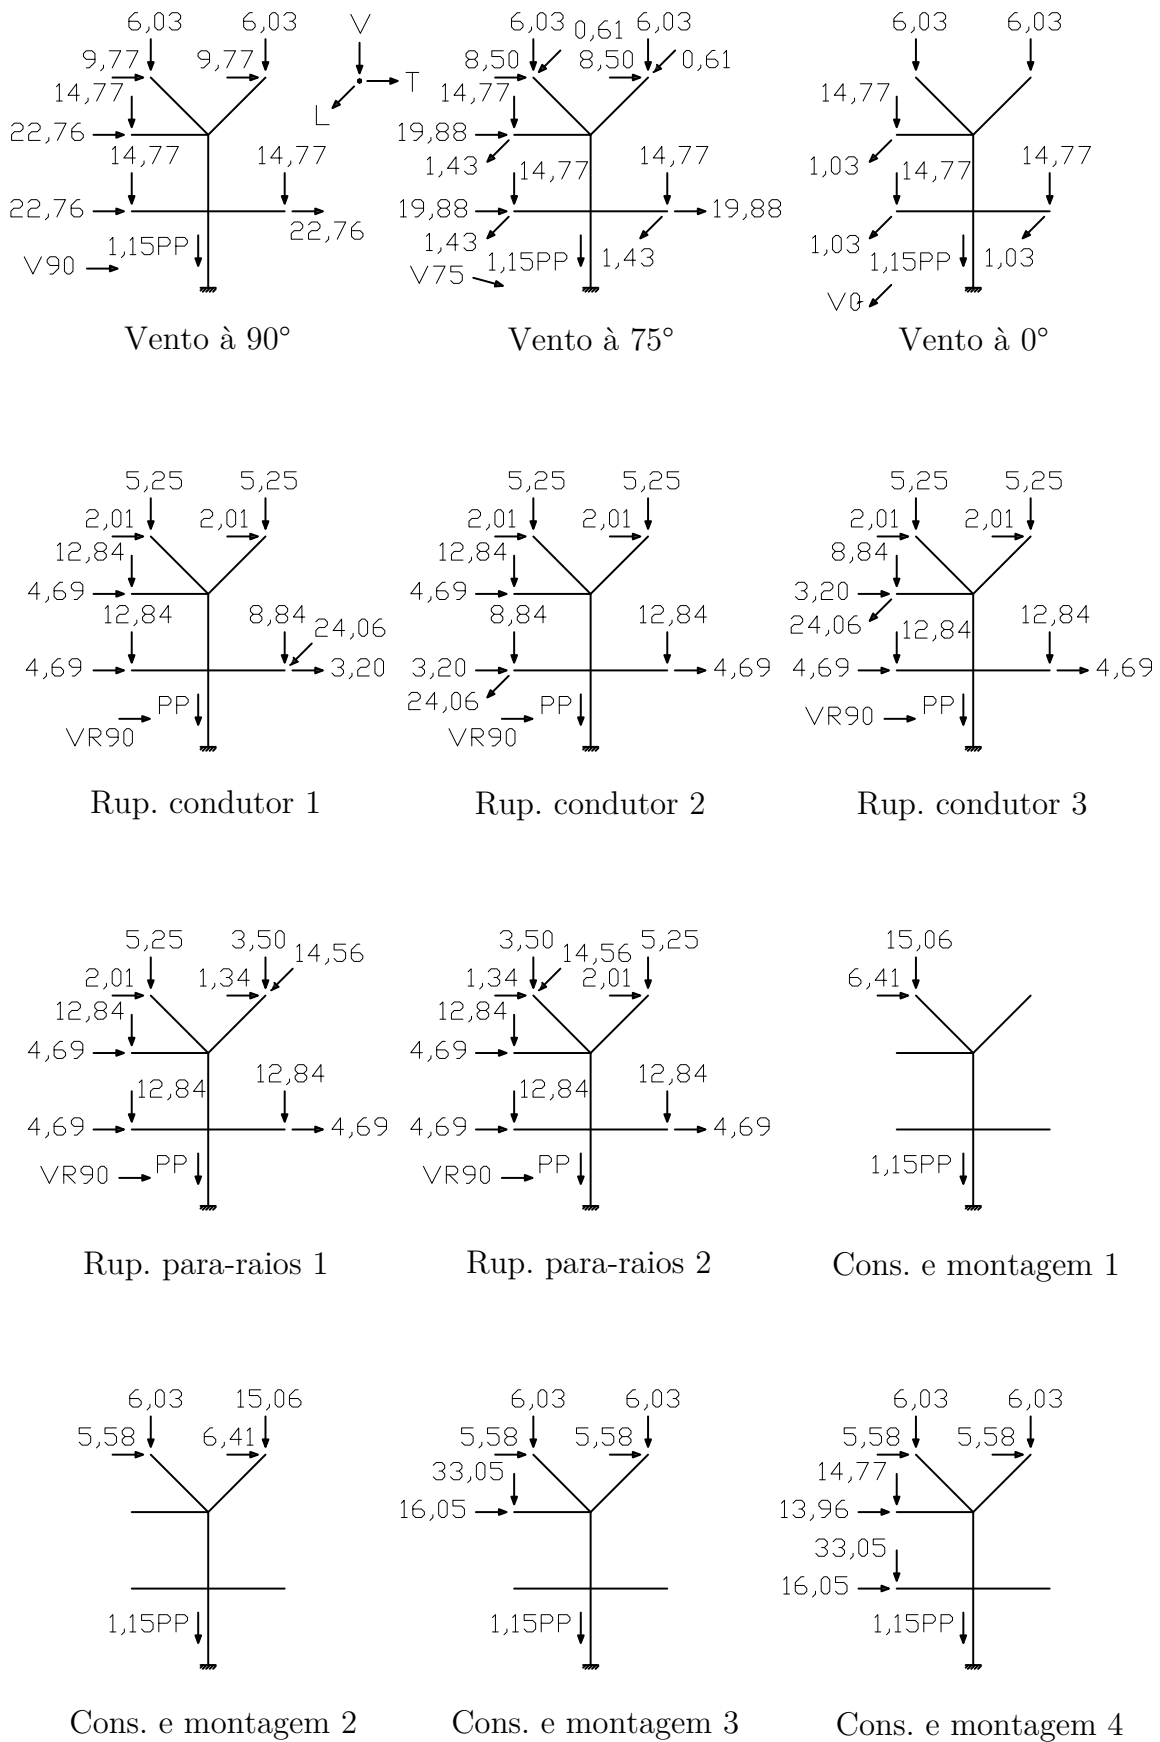 6,03 6,03 V
9,77 9,77
14,77 T
L
22,76
14,77 14,77
22,76 22,76
1,15PP
V90
Vento à 90°
6,03 0,61 6,03
8,50 8,50 0,61
14,77
19,88
1,43 14,77 14,77
19,88 19,88
1,43 1,15PP 1,43
V75
Vento à 75°
6,03 6,03
14,77
1,03 14,77 14,77
1,03 1,15PP 1,03
V0
Vento à 0°
5,25 5,25
2,01 2,01
12,84
4,69
12,84 8,84 24,06
4,69 3,20
PP
VR90
Rup. condutor 1
5,25 5,25
2,01 2,01
12,84
4,69
8,84 12,84
3,20 4,69
24,06 PP
VR90
Rup. condutor 2
5,25 5,25
2,01 2,01
8,84
3,20
24,06 12,84 12,84
4,69 4,69
VR90 PP
Rup. condutor 3
5,25 3,50 14,56
2,01 1,34
12,84
4,69
12,84 12,84
4,69 4,69
VR90 PP
Rup. para-raios 1
3,50 14,56 5,25
1,34 2,01
12,84
4,69
12,84 12,84
4,69 4,69
VR90 PP
Rup. para-raios 2
15,06
6,41
1,15PP
Cons. e montagem 1
6,03 15,06
5,58 6,41
1,15PP
Cons. e montagem 2
6,03 6,03
5,58 5,58
33,05
16,05
1,15PP
Cons. e montagem 3
6,03 6,03
5,58 5,58
14,77
13,96
33,05
16,05
1,15PP
Cons. e montagem 4